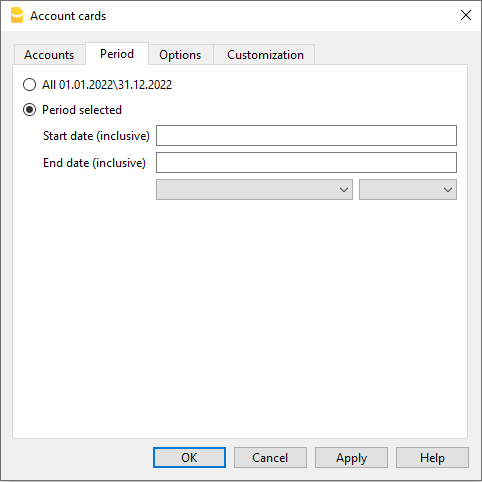 Account cards
Accounts Period Options Customization
All 01.01.2022\31.12.2022
Period selected
Start date (inclusive)
End date (inclusive)
OK Cancel Apply Help